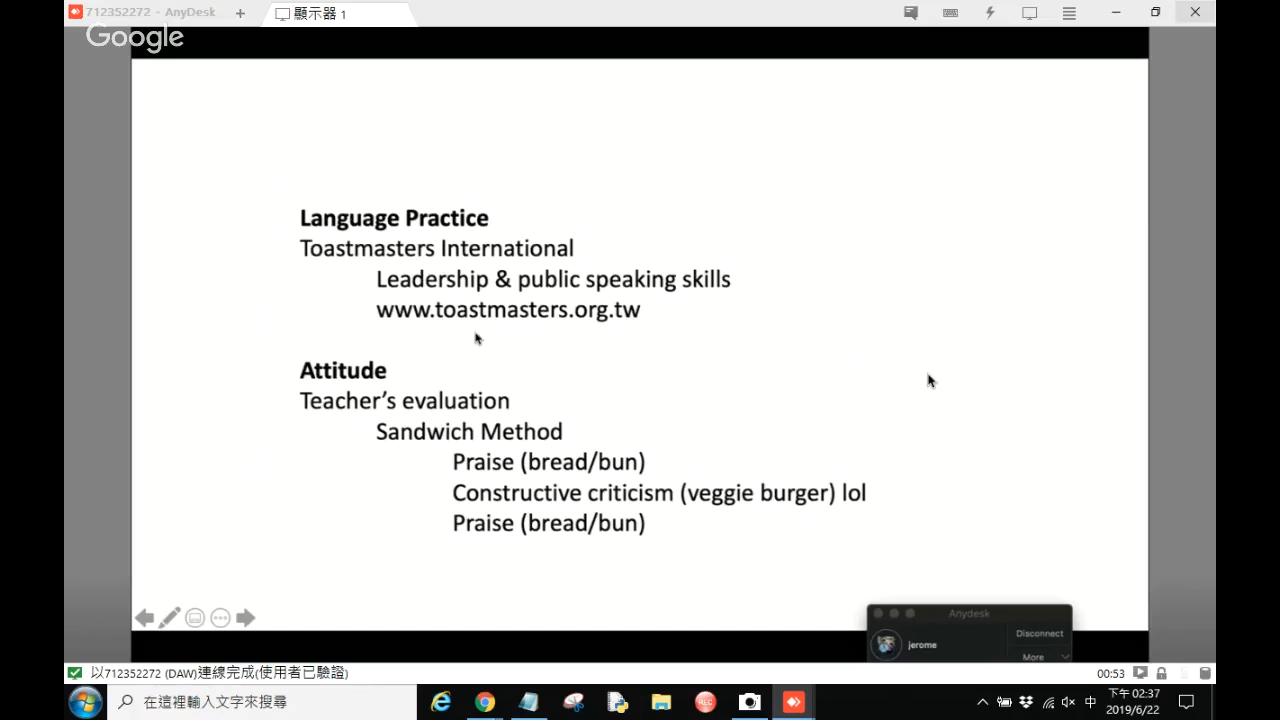 712352272 - AnyDesk
顯示器 1
Google
Language Practice
Toastmasters International
Leadership & public speaking skills
www.toastmasters.org.tw
Attitude
Teacher's evaluation
Sandwich Method
Praise (bread/bun)
Constructive criticism (veggie burger) lol
Praise (bread/bun)
Anydesk
jerome
Disconnect
More
以712352272 (DAW)連線完成(使用者已驗證)
00:53
在這裡輸入文字來搜尋
REC
中
下午 02:37
2019/6/22